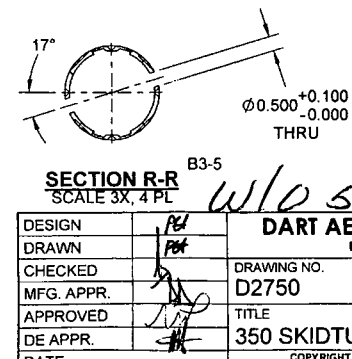 17°
Ø0.500 +0.100
-0.000
THRU
B3-5
SECTION R-R
SCALE 3X, 4 PL
W/O S
DESIGN
DART AE
DRAWN
CHECKED
DRAWING NO.
MFG. APPR.
D2750
APPROVED
TITLE
DE APPR.
350 SKIDTU
DATE
COPYRIGHT